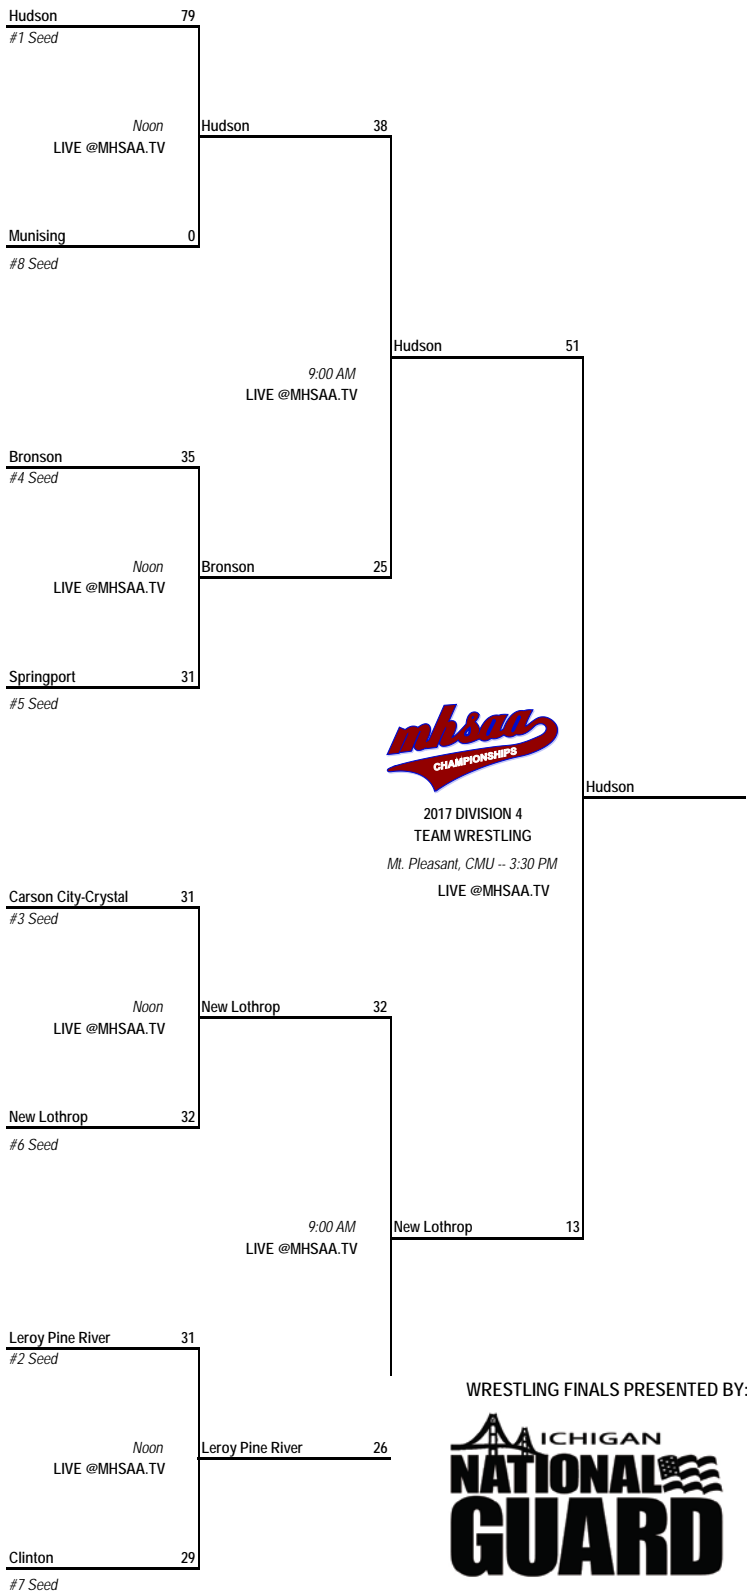 Hudson 79
#1 Seed
Noon Hudson 38
LIVE @MHSAA.TV
Munising 0
#8 Seed
Hudson 51
9:00 AM
LIVE @MHSAA.TV
Bronson 35
#4 Seed
Noon Bronson 25
LIVE @MHSAA.TV
Springport 31
#5 Seed
mhsaa
CHAMPIONSHIPS
Hudson
2017 DIVISION 4
TEAM WRESTLING
Mt. Pleasant, CMU -- 3:30 PM
LIVE @MHSAA.TV
Carson City-Crystal 31
#3 Seed
Noon New Lothrop 32
LIVE @MHSAA.TV
New Lothrop 32
#6 Seed
9:00 AM New Lothrop 13
LIVE @MHSAA.TV
Leroy Pine River 31
#2 Seed
WRESTLING FINALS PRESENTED BY:
MICHIGAN
NATIONAL
GUARD
Noon Leroy Pine River 26
LIVE @MHSAA.TV
Clinton 29
#7 Seed